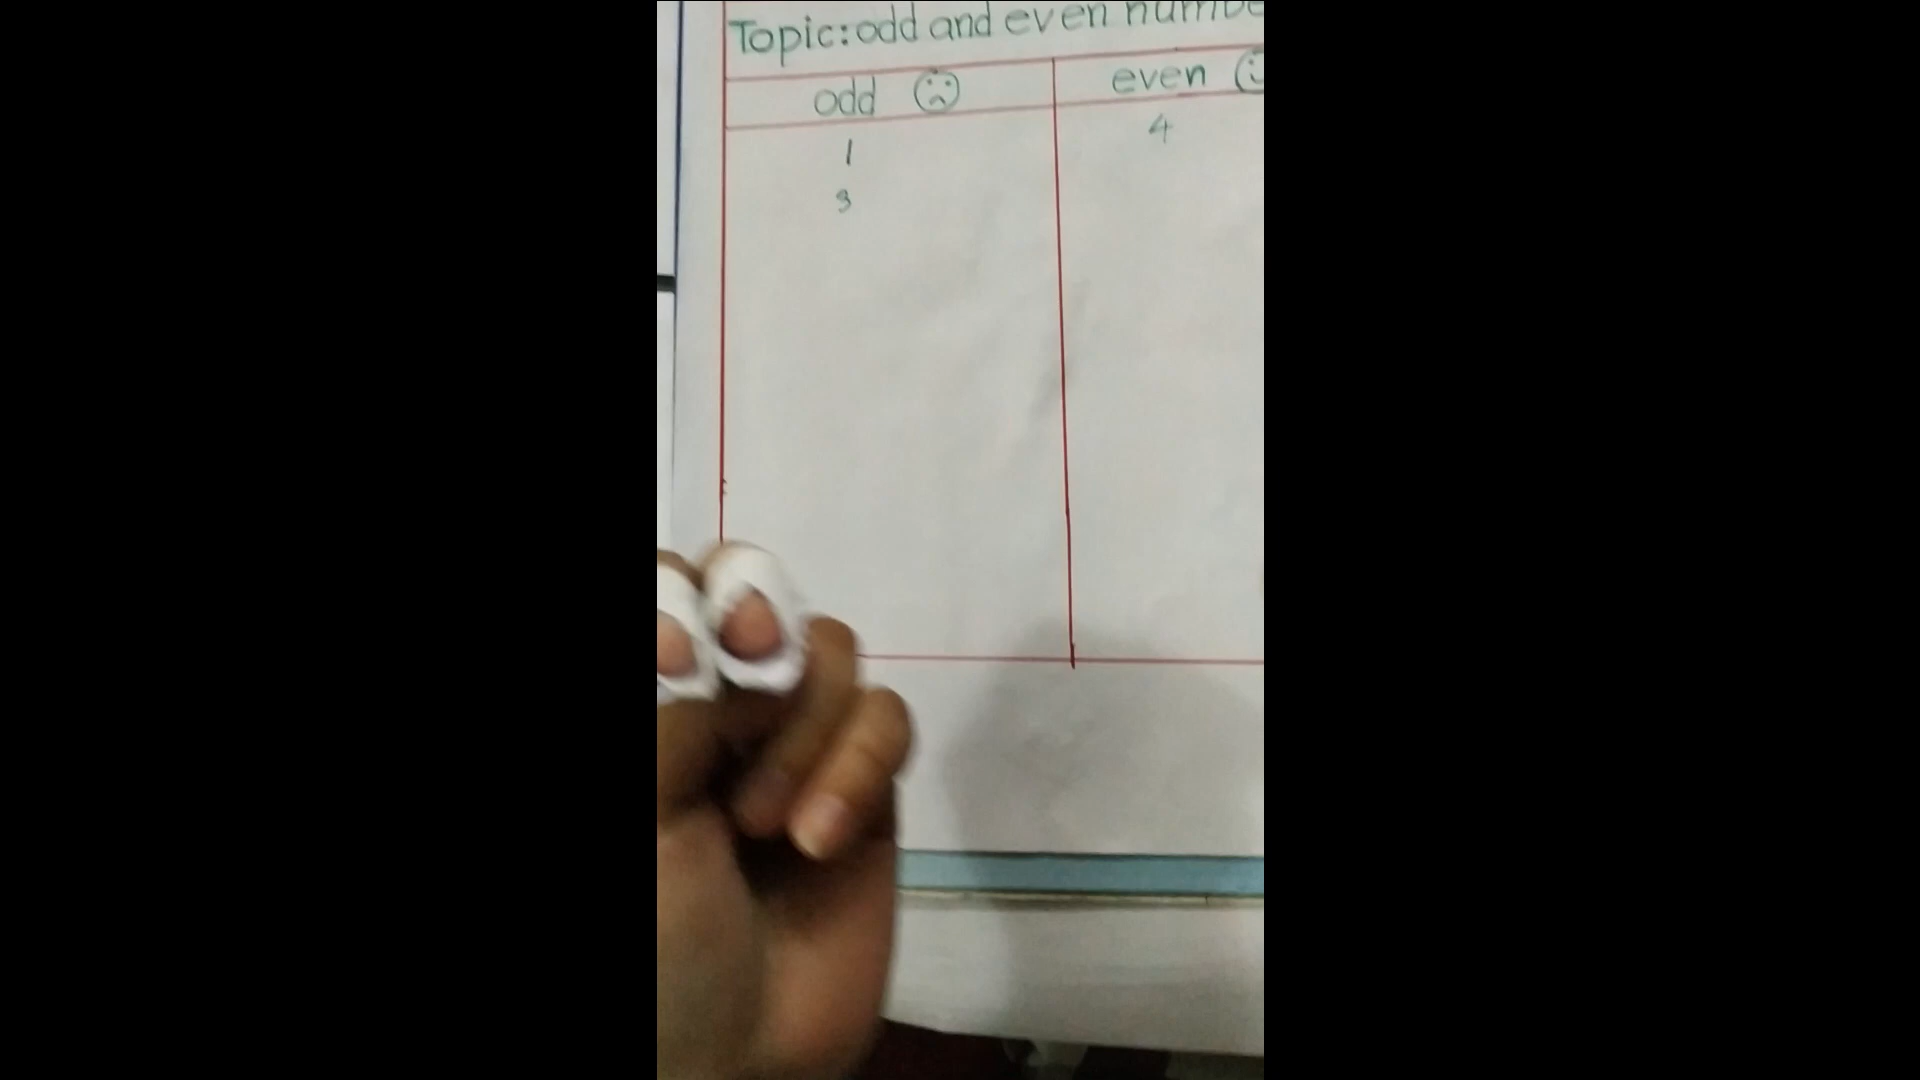 Topic: odd and even
odd even
1 4
3